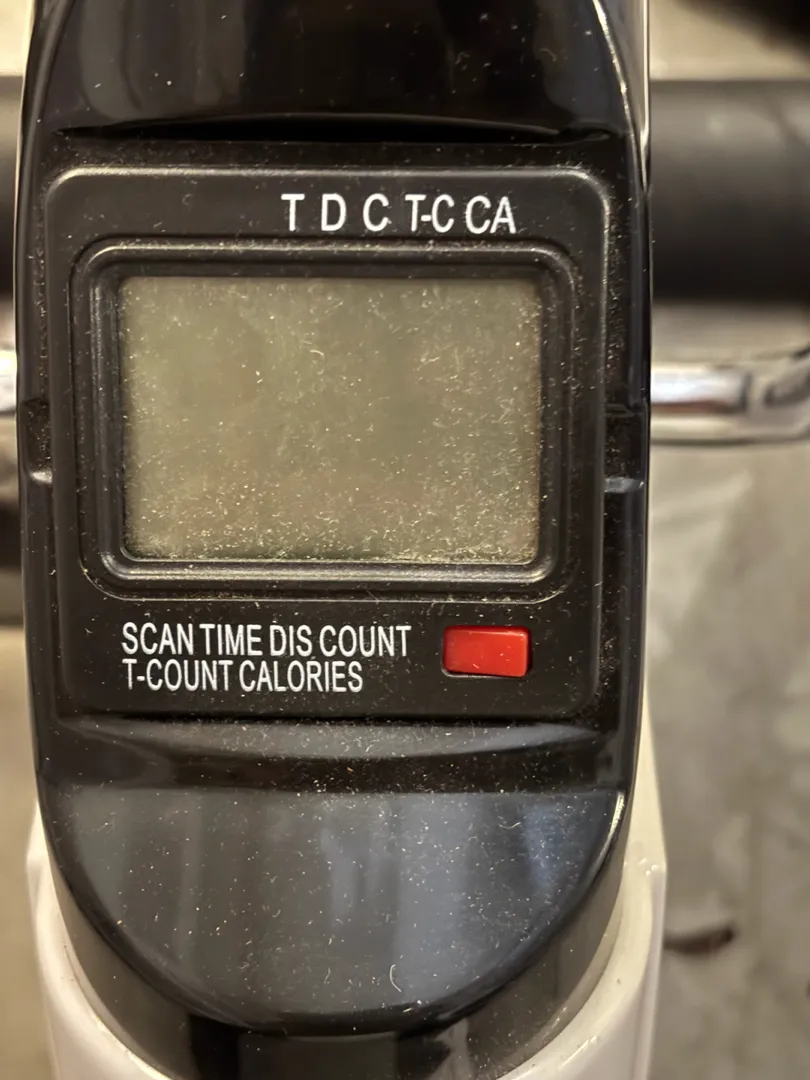 T D C T-C CA
SCAN TIME DIS COUNT
T-COUNT CALORIES